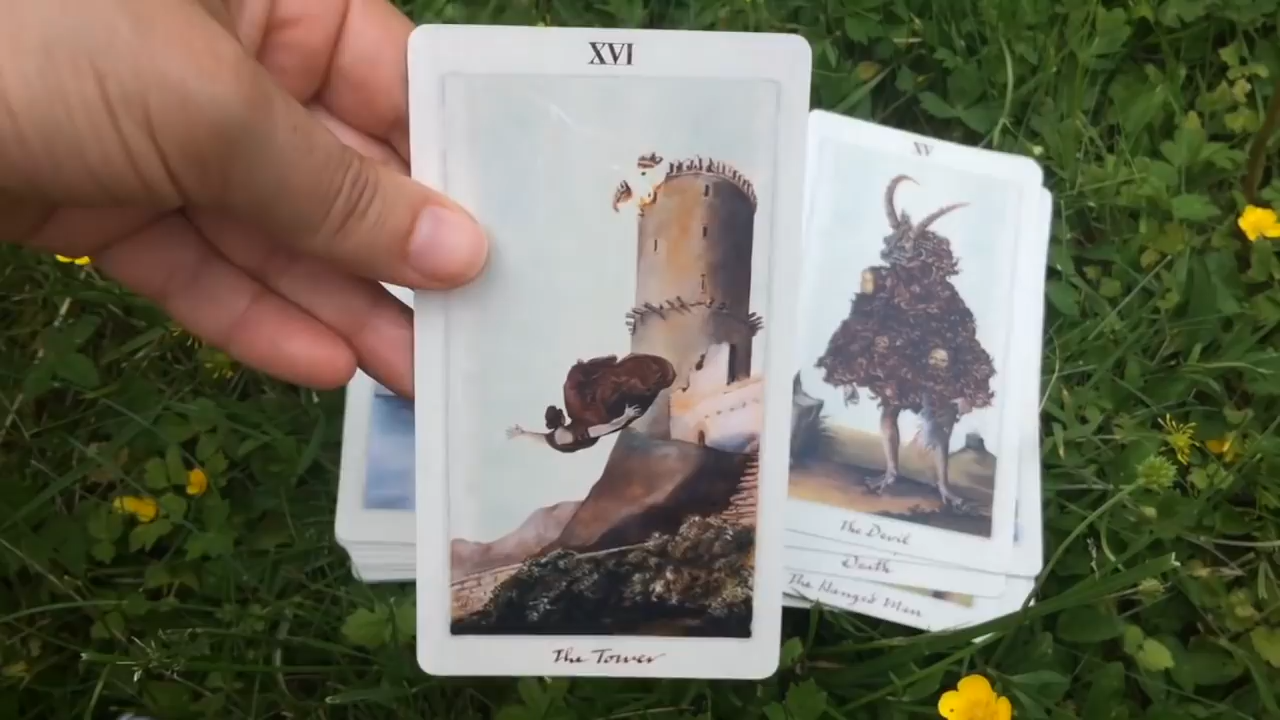 XVI
The Tower
XV
The Devil
Death
The Hanged Man